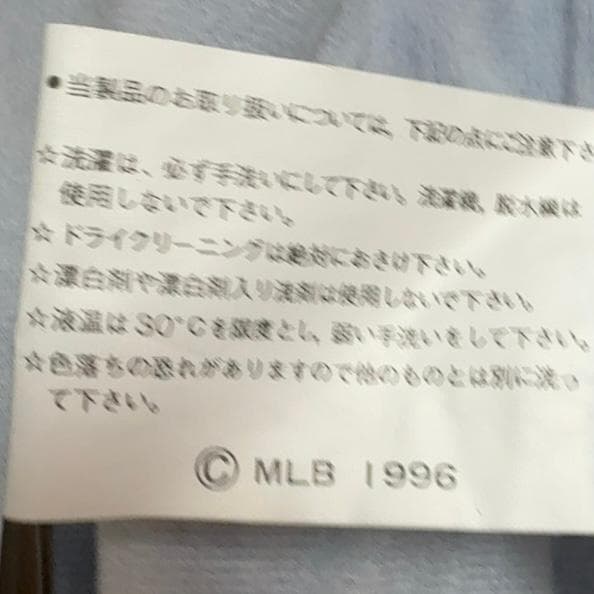 ●当製品のお取り扱いについては、下記の点にご注意下さ
☆洗濯は、必ず手洗いにして下さい。洗濯機、脱水機は
使用しないで下さい。
☆ドライクリーニングは絶対におさけ下さい。
☆漂白剤や漂白剤入り洗剤は使用しないで下さい。
☆液温は30°Cを限度とし、弱い手洗いをして下さい。
☆色落ちの恐れがありますので他のものとは別に洗っ
て下さい。
© MLB 1996